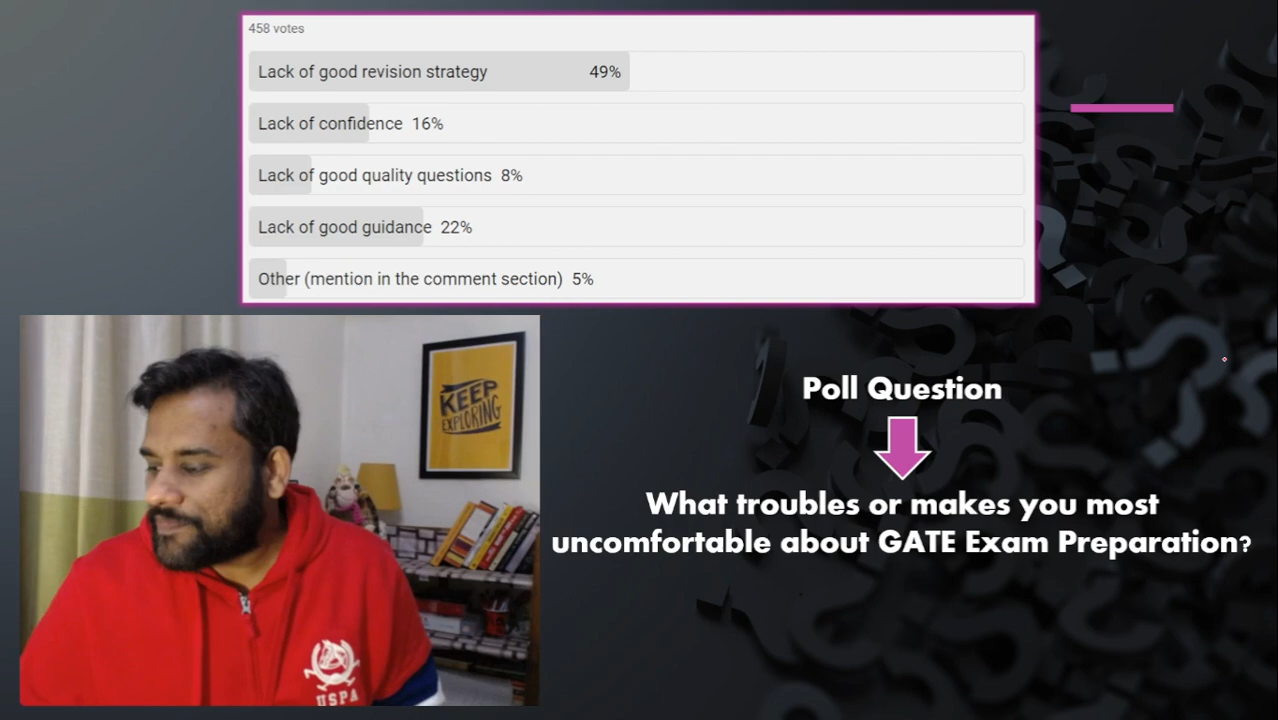 458 votes
Lack of good revision strategy 49%
Lack of confidence 16%
Lack of good quality questions 8%
Lack of good guidance 22%
Other (mention in the comment section) 5%
KEEP
EXPLORING
Poll Question
What troubles or makes you most
uncomfortable about GATE Exam Preparation?
USPA